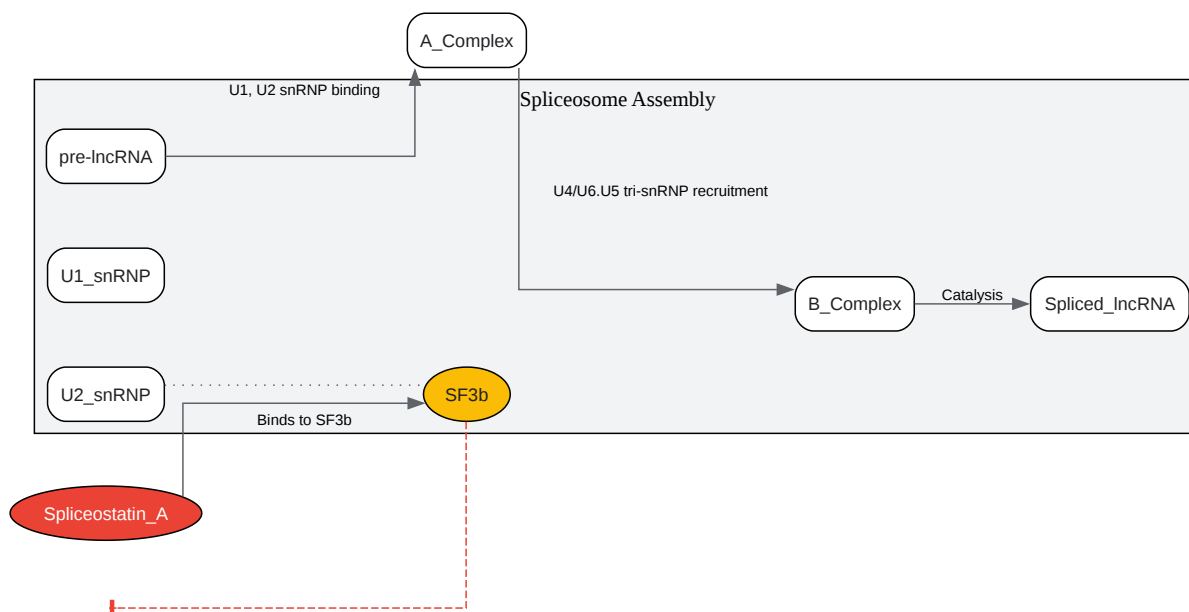 A_Complex
U1, U2 snRNP binding
Spliceosome Assembly
pre-lncRNA
U4/U6.U5 tri-snRNP recruitment
U1_snRNP
B_Complex
Catalysis
Spliced_lncRNA
U2_snRNP
SF3b
Binds to SF3b
Spliceostatin_A